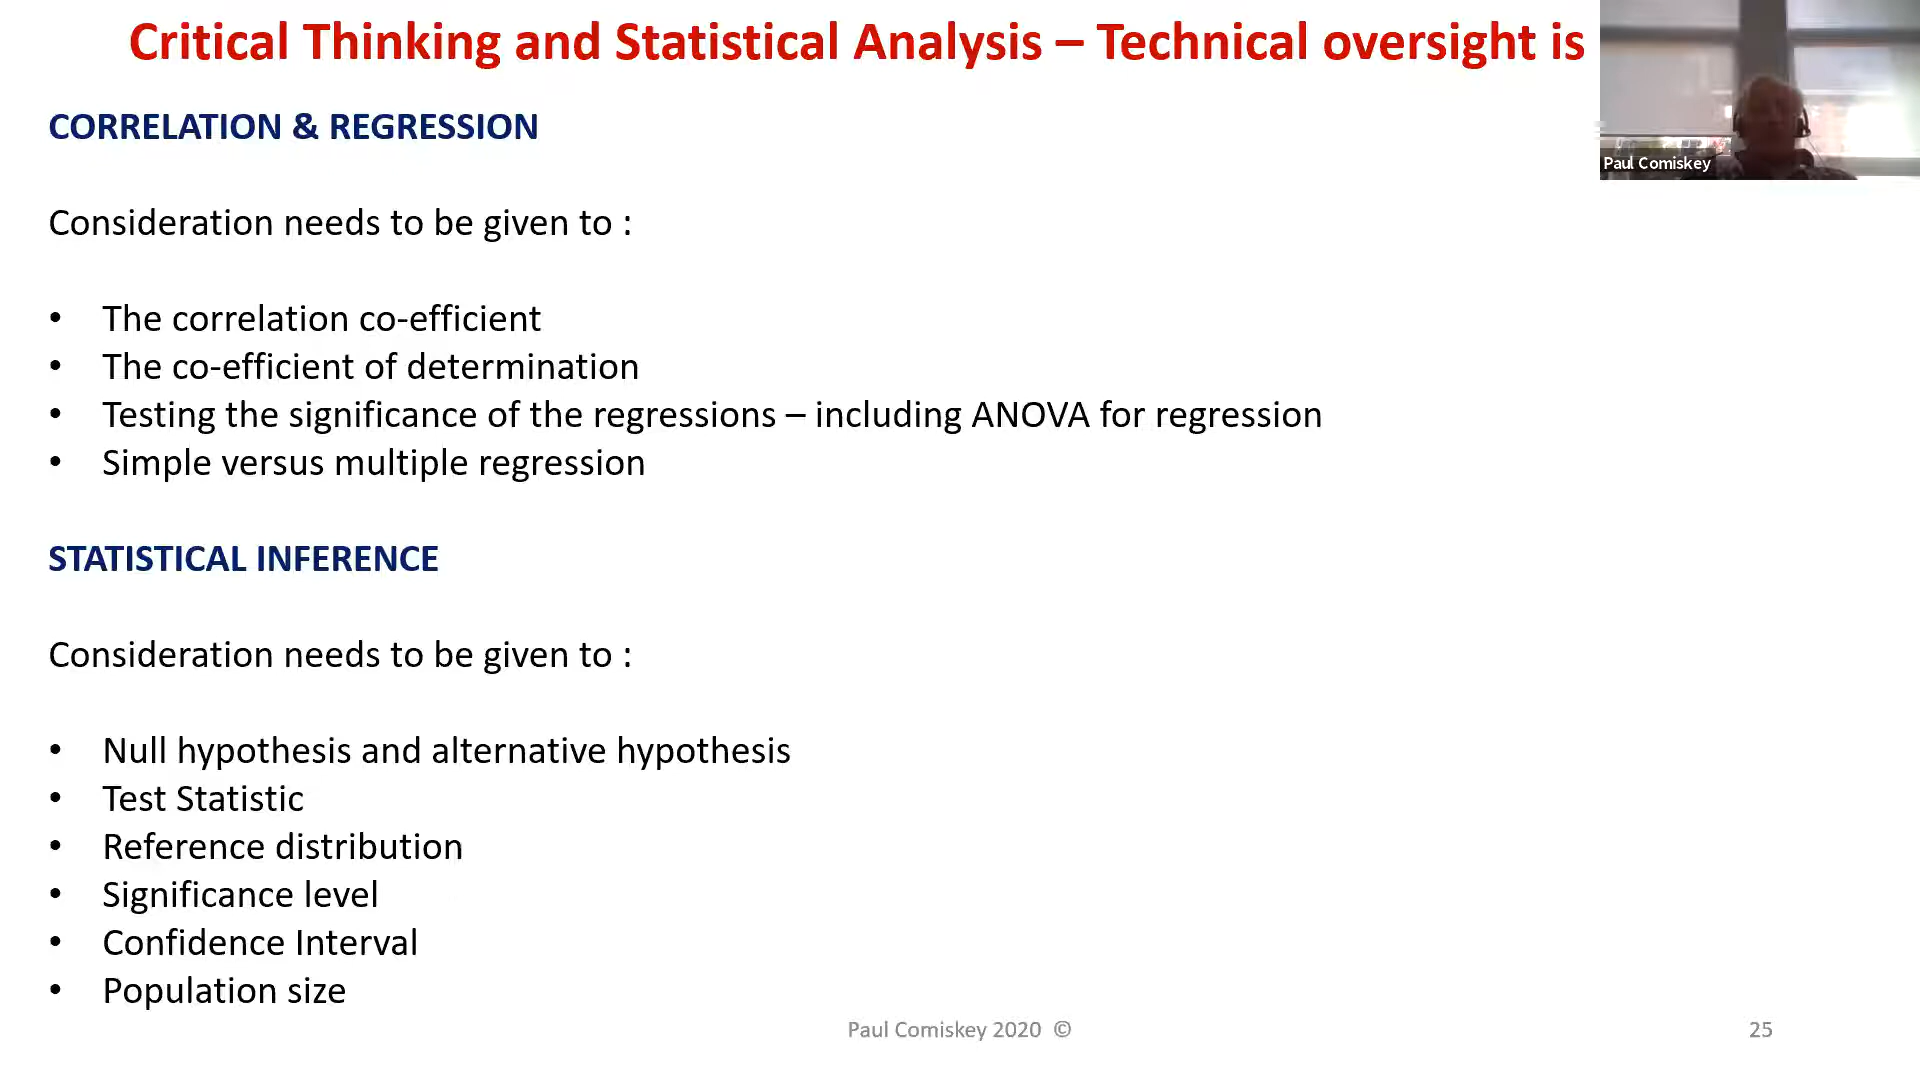 Critical Thinking and Statistical Analysis – Technical oversight is
Paul Comiskey
CORRELATION & REGRESSION
Consideration needs to be given to :
• The correlation co-efficient
• The co-efficient of determination
• Testing the significance of the regressions – including ANOVA for regression
• Simple versus multiple regression
STATISTICAL INFERENCE
Consideration needs to be given to :
• Null hypothesis and alternative hypothesis
• Test Statistic
• Reference distribution
• Significance level
• Confidence Interval
• Population size
Paul Comiskey 2020 ©
25